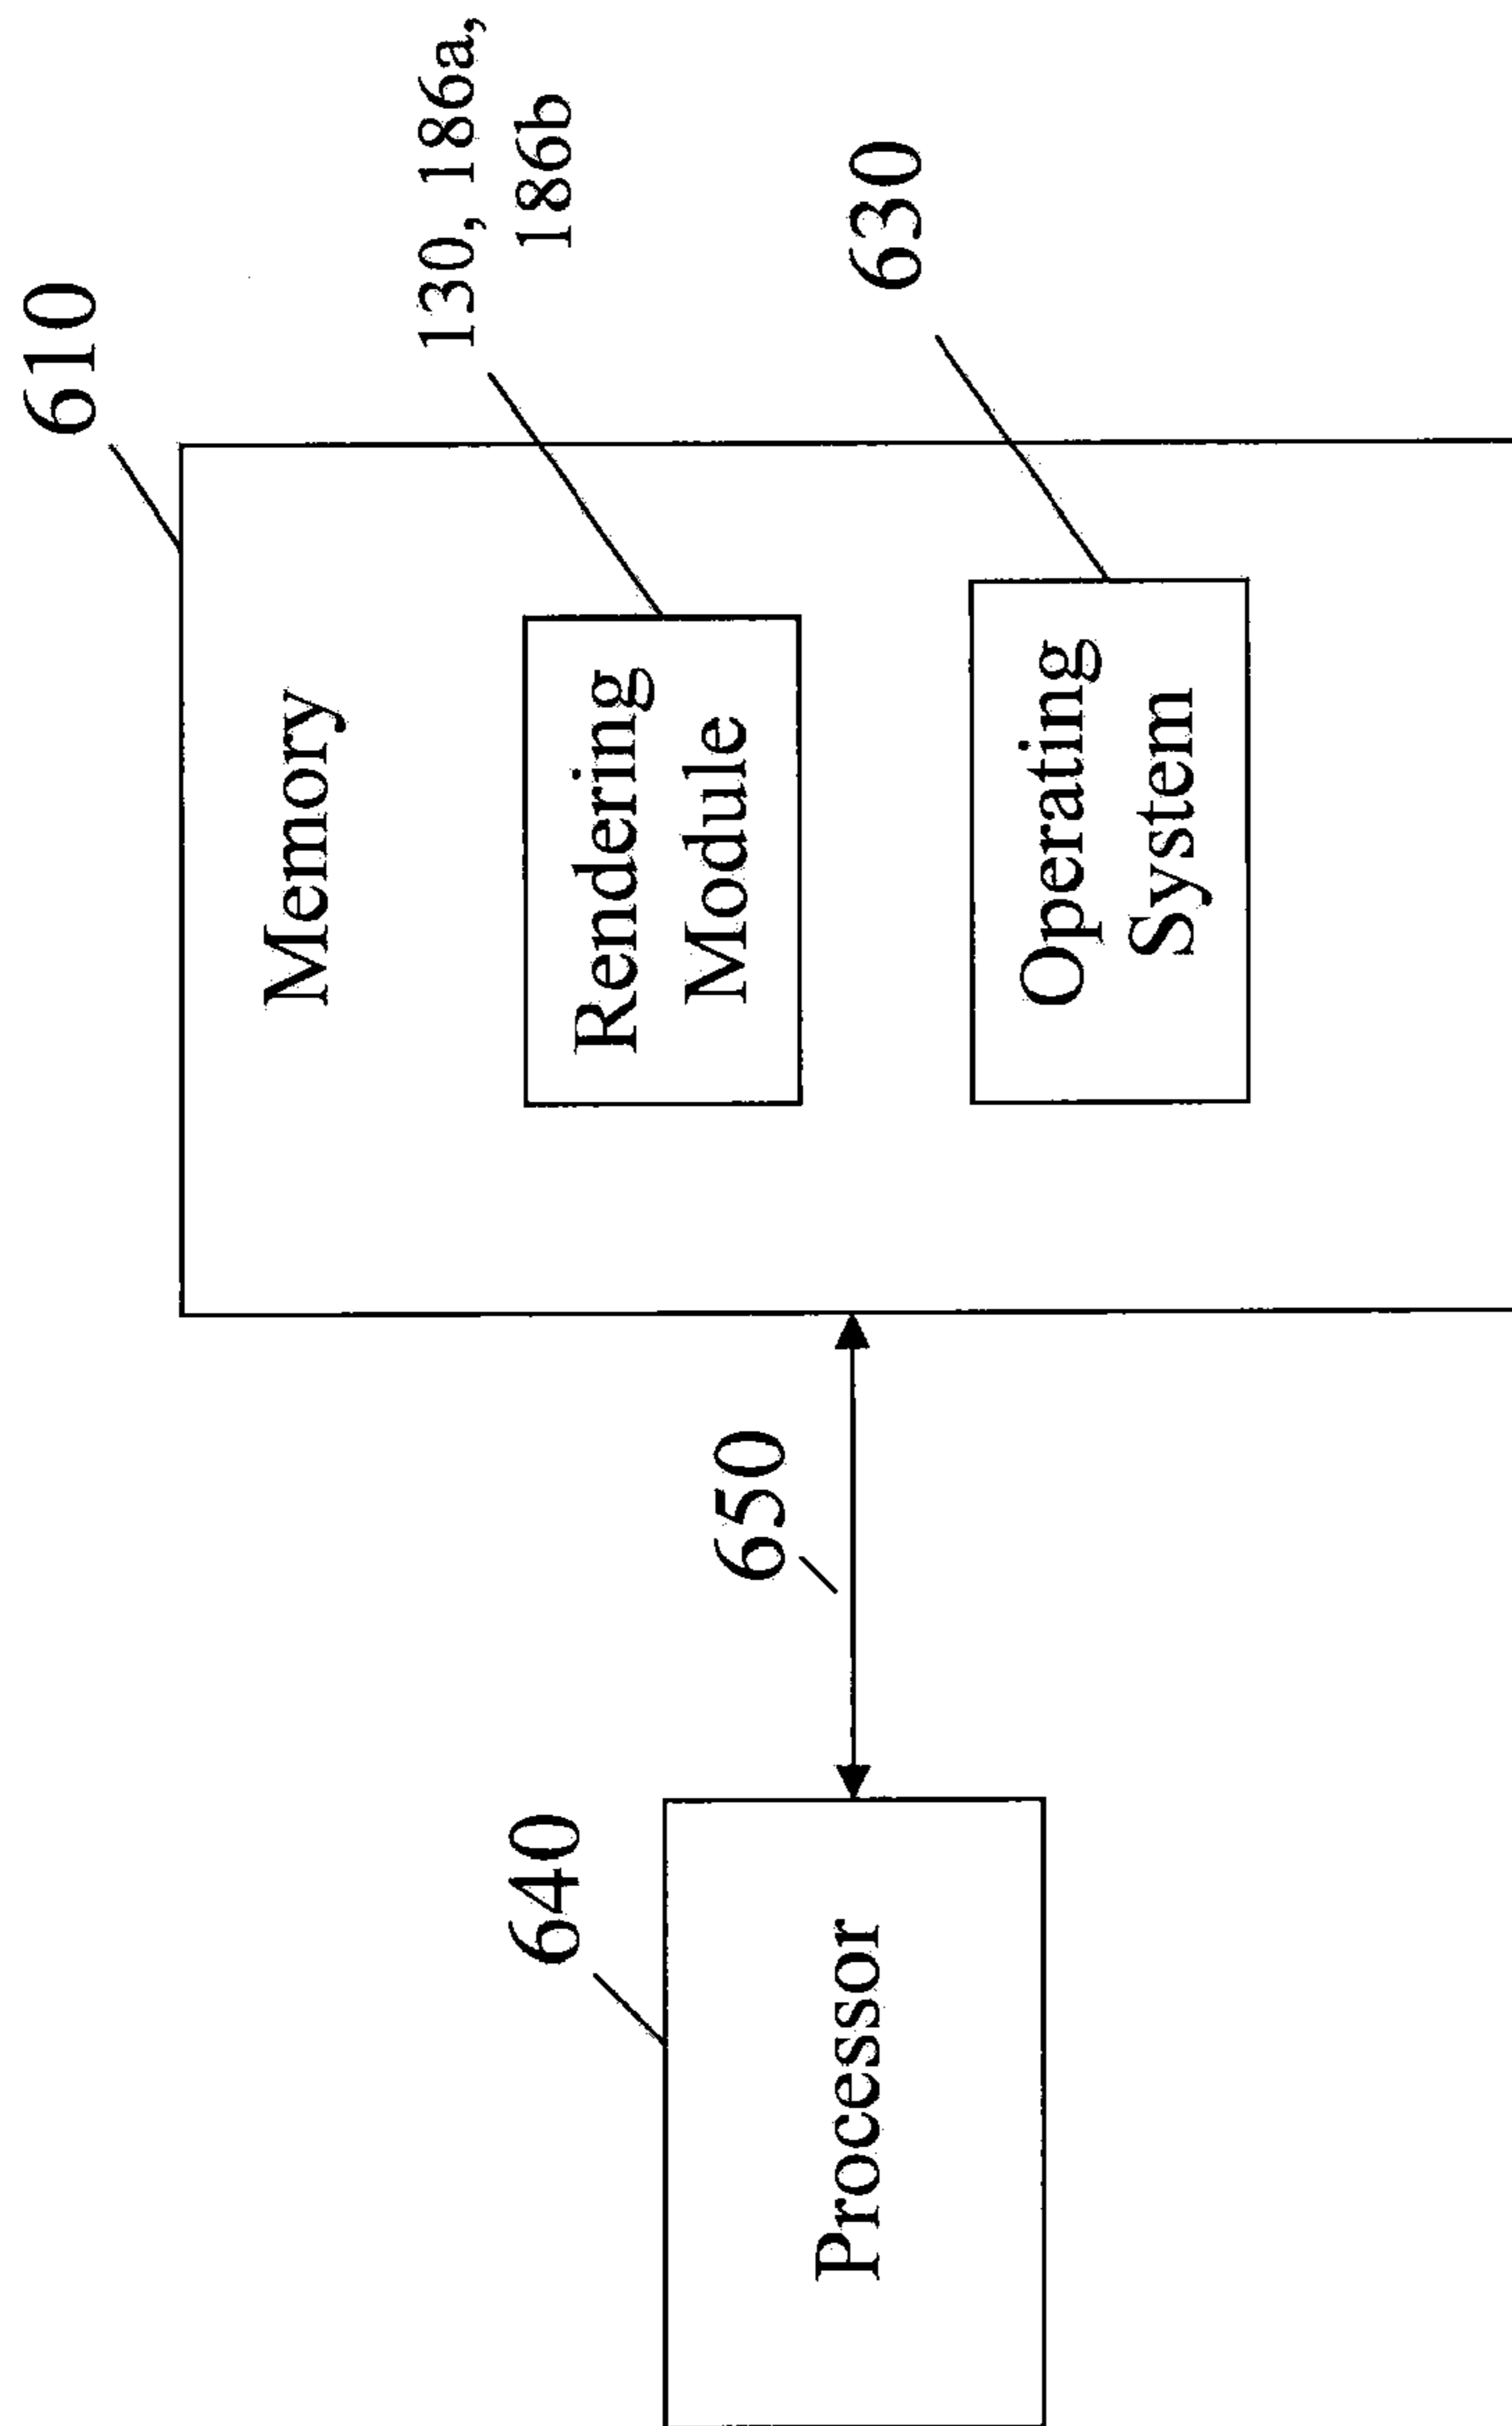 610
Memory
130, 186a,
186b
Rendering
Module
630
Operating
System
650
640
Processor